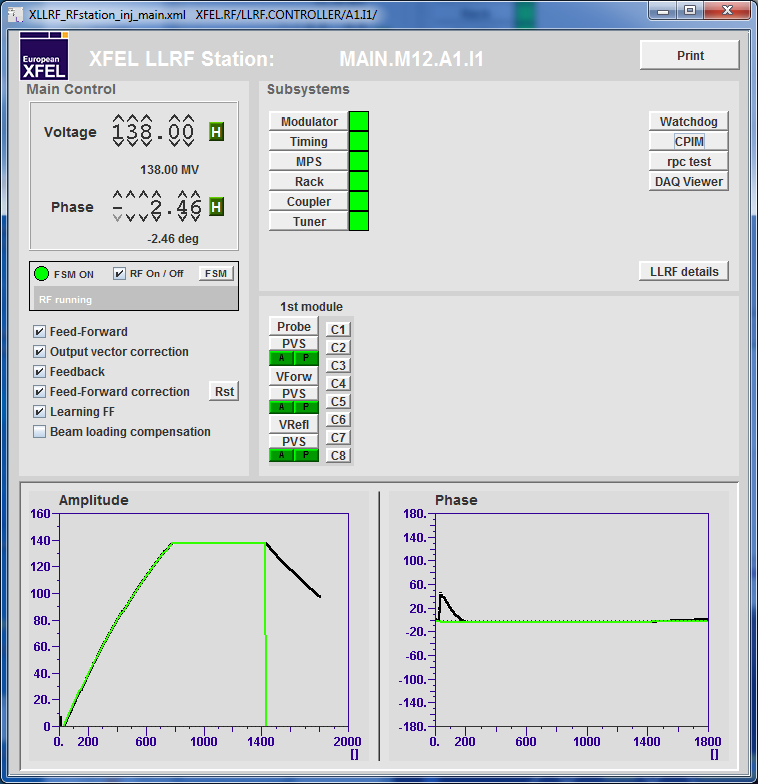 XLLRF_RFstation_inj_main.xml XFEL.RF/LLRF.CONTROLLER/A1.I1/
European
XFEL
XFEL LLRF Station: MAIN.M12.A1.I1
Print
Main Control
Voltage 138.00 H
138.00 MV
Phase - 2.46 H
-2.46 deg
FSM ON RF On / Off FSM
RF running
Feed-Forward
Output vector correction
Feedback
Feed-Forward correction Rst
Learning FF
Beam loading compensation
Subsystems
Modulator
Timing
MPS
Rack
Coupler
Tuner
Watchdog
CPIM
rpc test
DAQ Viewer
LLRF details
1st module
Probe
PVS
A P
VForw
PVS
A P
VRefl
PVS
A P
C1
C2
C3
C4
C5
C6
C7
C8
Amplitude
160
140
120
100
80.
60.
40.
20.
0
0. 200 600 1000 1400 2000
[]
Phase
180.
140.
100.
60.
20.
-20.
-60.
-100.
-140.
-180.
0. 200 600 1000 1400 1800
[]